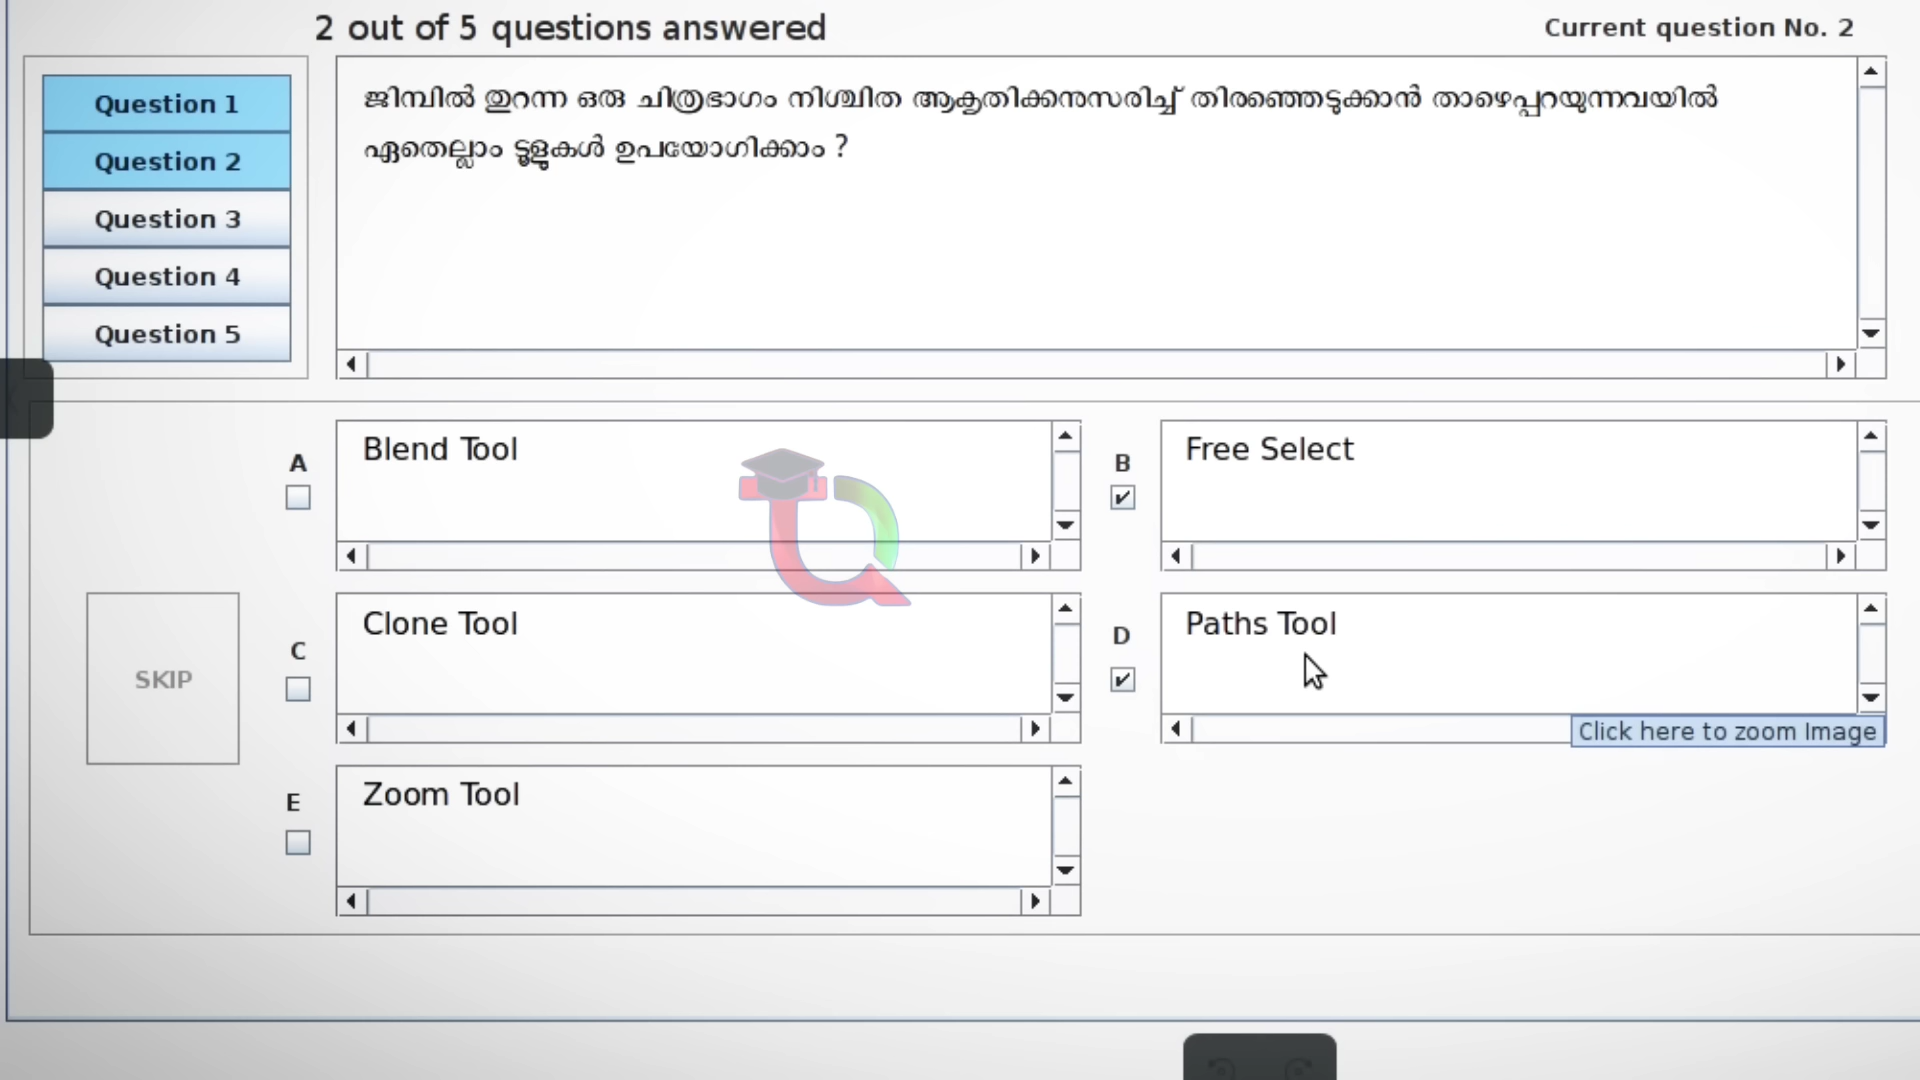 2 out of 5 questions answered
Current question No. 2
Question 1
Question 2
Question 3
Question 4
Question 5
ജിമ്പിൽ തുറന്ന ഒരു ചിത്രഭാഗം നിശ്ചിത ആകൃതിക്കനുസരിച്ച് തിരഞ്ഞെടുക്കാൻ താഴെപ്പറയുന്നവയിൽ
ഏതെല്ലാം ടൂളുകൾ ഉപയോഗിക്കാം ?
A
Blend Tool
B
Free Select
SKIP
C
Clone Tool
D
Paths Tool
Click here to zoom Image
E
Zoom Tool